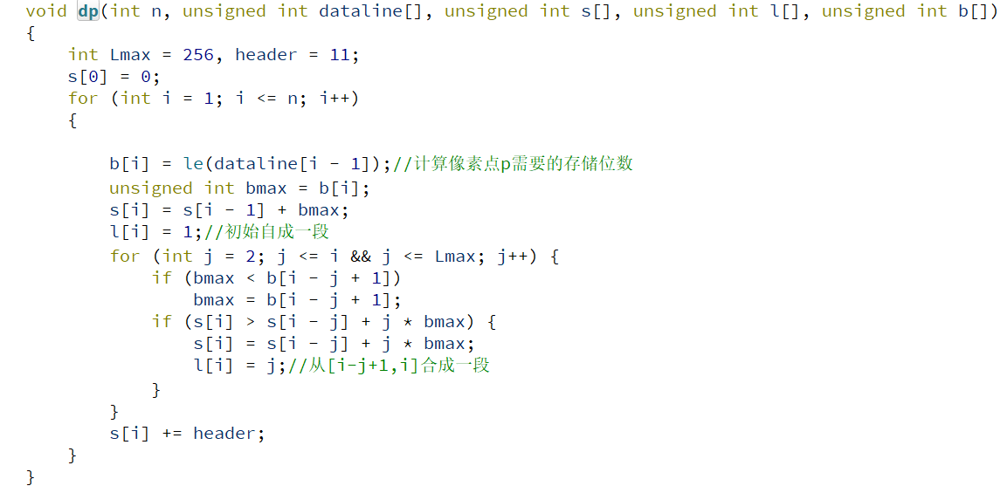 void dp(int n, unsigned int dataline[], unsigned int s[], unsigned int l[], unsigned int b[])
{
    int Lmax = 256, header = 11;
    s[0] = 0;
    for (int i = 1; i <= n; i++)
    {
        b[i] = le(dataline[i - 1]);//计算像素点p需要的存储位数
        unsigned int bmax = b[i];
        s[i] = s[i - 1] + bmax;
        l[i] = 1;//初始自成一段
        for (int j = 2; j <= i && j <= Lmax; j++) {
            if (bmax < b[i - j + 1])
                bmax = b[i - j + 1];
            if (s[i] > s[i - j] + j * bmax) {
                s[i] = s[i - j] + j * bmax;
                l[i] = j;//从[i-j+1,i]合成一段
            }
        }
        s[i] += header;
    }
}